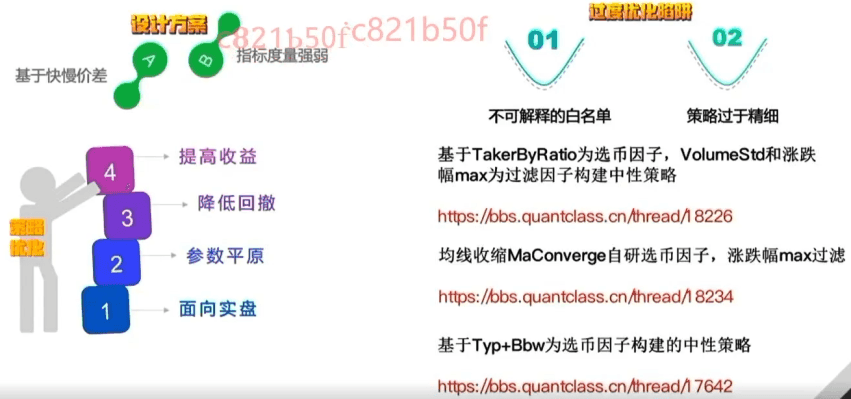 设计方案
c821b50f
c821b50f
A
B
基于快慢价差
指标度量强弱
4
提高收益
3
降低回撤
策略
优化
2
参数平原
1
面向实盘
过度优化陷阱
01
02
不可解释的白名单
策略过于精细
基于TakerByRatio为选币因子，VolumeStd和涨跌
幅max为过滤因子构建中性策略
https://bbs.quantclass.cn/thread/18226
均线收缩MaConverge自研选币因子，涨跌幅max过滤
https://bbs.quantclass.cn/thread/18234
基于Typ+Bbw为选币因子构建的中性策略
https://bbs.quantclass.cn/thread/17642